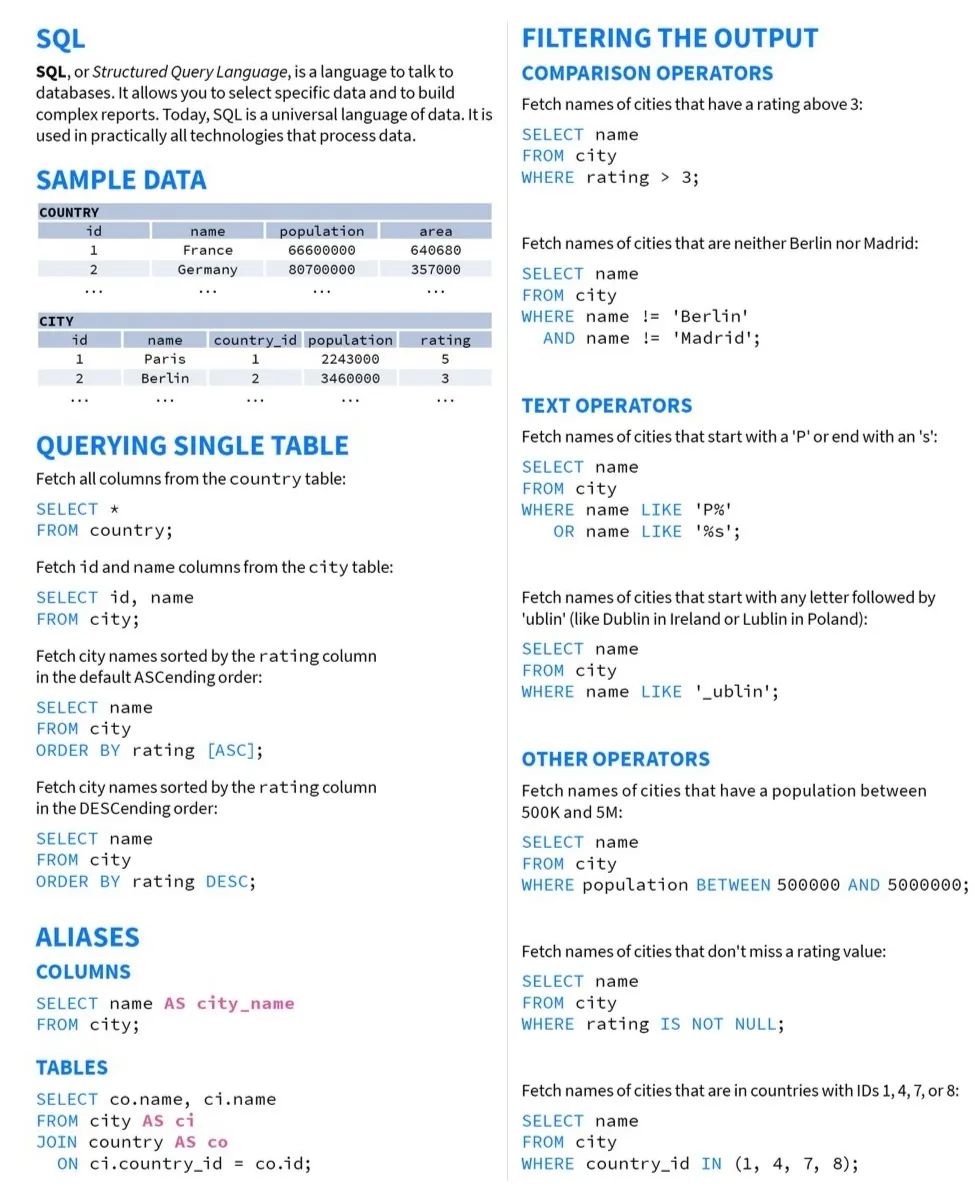 SQL
SQL, or Structured Query Language, is a language to talk to
databases. It allows you to select specific data and to build
complex reports. Today, SQL is a universal language of data. It is
used in practically all technologies that process data.
SAMPLE DATA
COUNTRY
id name population area
1 France 66600000 640680
2 Germany 80700000 357000
... ... ... ...
CITY
id name country_id population rating
1 Paris 1 2243000 5
2 Berlin 2 3460000 3
... ... ... ... ...
QUERYING SINGLE TABLE
Fetch all columns from the country table:
SELECT *
FROM country;
Fetch id and name columns from the city table:
SELECT id, name
FROM city;
Fetch city names sorted by the rating column
in the default ASCending order:
SELECT name
FROM city
ORDER BY rating [ASC];
Fetch city names sorted by the rating column
in the DESCending order:
SELECT name
FROM city
ORDER BY rating DESC;
ALIASES
COLUMNS
SELECT name AS city_name
FROM city;
TABLES
SELECT co.name, ci.name
FROM city AS ci
JOIN country AS co
ON ci.country_id = co.id;
FILTERING THE OUTPUT
COMPARISON OPERATORS
Fetch names of cities that have a rating above 3:
SELECT name
FROM city
WHERE rating > 3;
Fetch names of cities that are neither Berlin nor Madrid:
SELECT name
FROM city
WHERE name != 'Berlin'
AND name != 'Madrid';
TEXT OPERATORS
Fetch names of cities that start with a 'P' or end with an 's':
SELECT name
FROM city
WHERE name LIKE 'P%'
OR name LIKE '%s';
Fetch names of cities that start with any letter followed by
'ublin' (like Dublin in Ireland or Lublin in Poland):
SELECT name
FROM city
WHERE name LIKE '_ublin';
OTHER OPERATORS
Fetch names of cities that have a population between
500K and 5M:
SELECT name
FROM city
WHERE population BETWEEN 500000 AND 5000000;
Fetch names of cities that don't miss a rating value:
SELECT name
FROM city
WHERE rating IS NOT NULL;
Fetch names of cities that are in countries with IDs 1, 4, 7, or 8:
SELECT name
FROM city
WHERE country_id IN (1, 4, 7, 8);